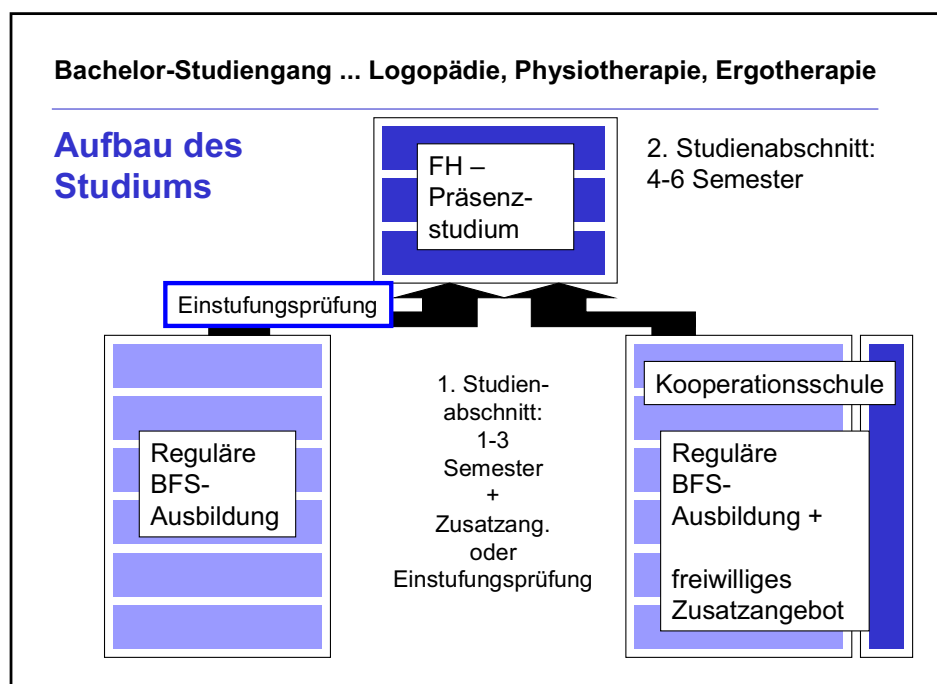 Bachelor-Studiengang ... Logopädie, Physiotherapie, Ergotherapie
Aufbau des
Studiums
FH –
Präsenz-
studium
2. Studienabschnitt:
4-6 Semester
Einstufungsprüfung
Reguläre
BFS-
Ausbildung
1. Studien-
abschnitt:
1-3
Semester
+
Zusatzang.
oder
Einstufungsprüfung
Kooperationsschule
Reguläre
BFS-
Ausbildung +
freiwilliges
Zusatzangebot